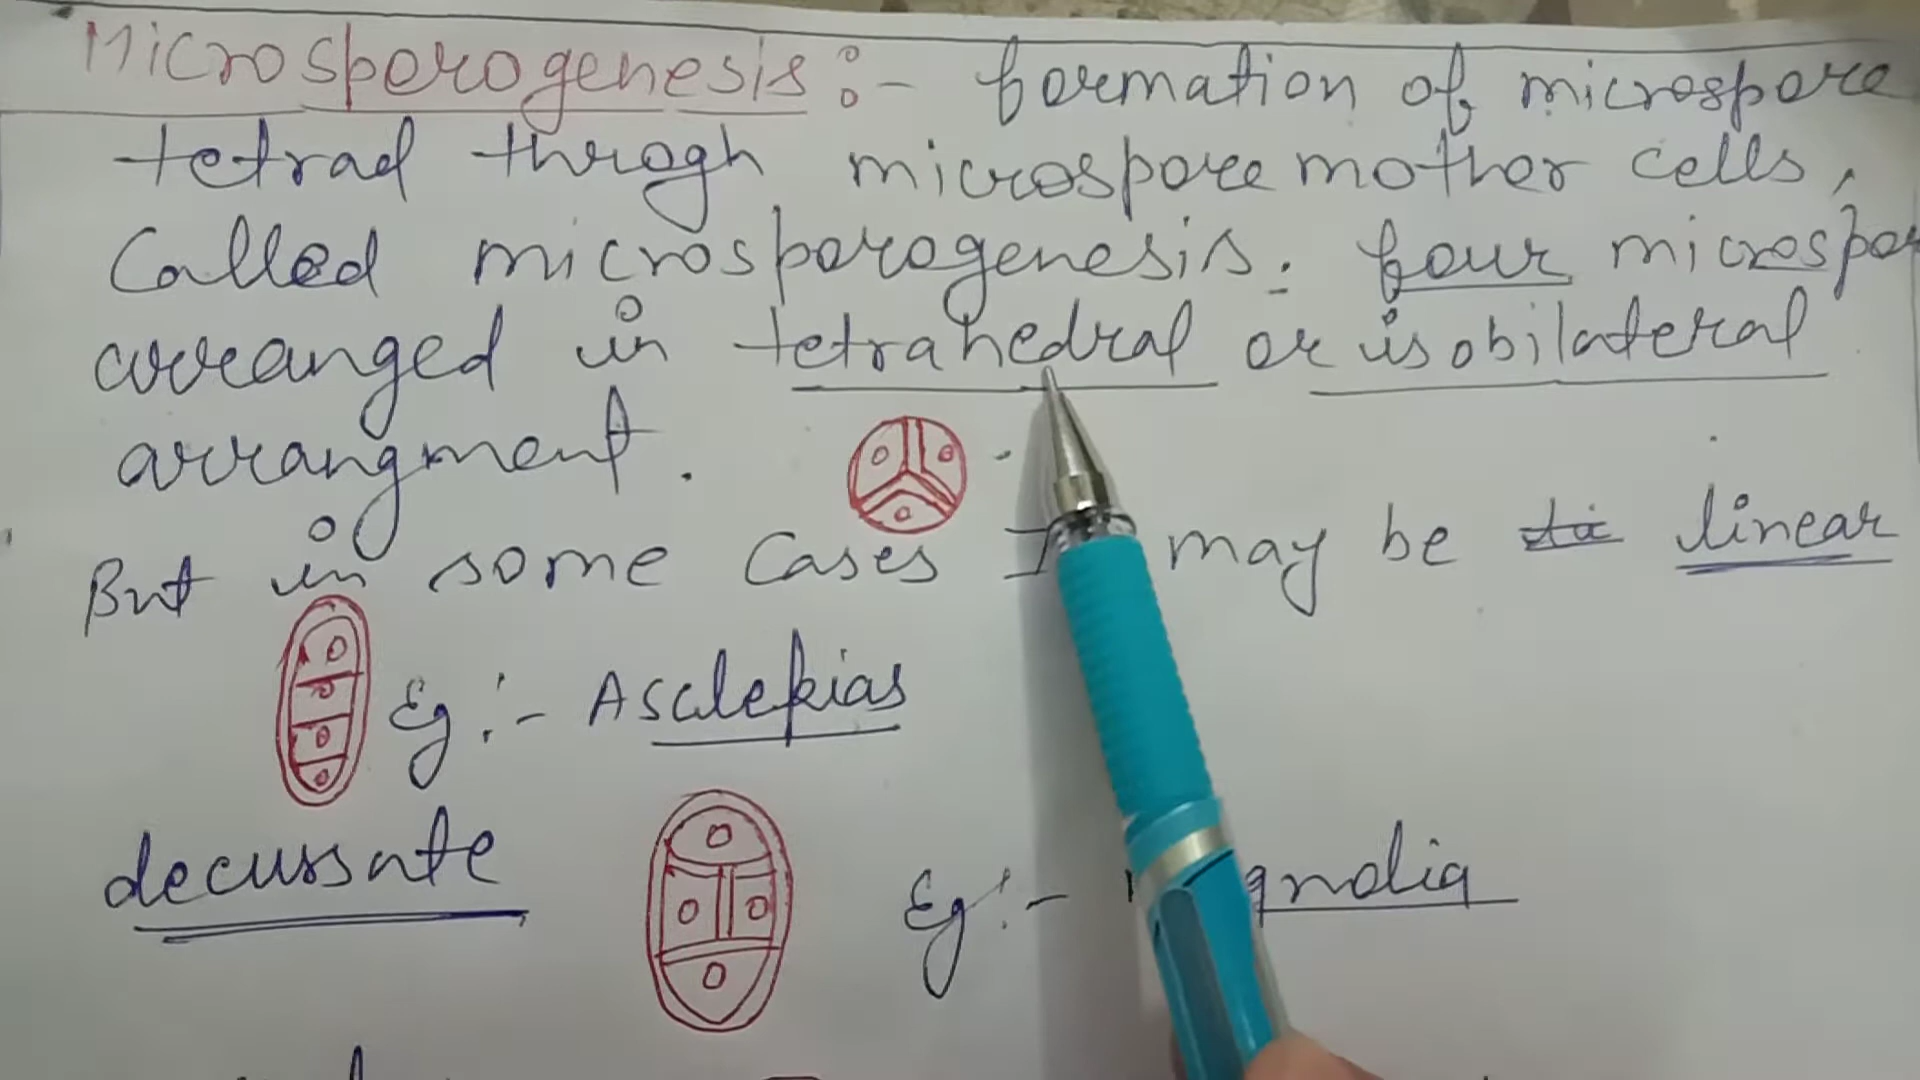 Microsporogenesis :- formation of microspore
tetrad throgh microspore mother cells,
Called microsporogenesis. four microspor
arranged in tetrahedral or isobilateral
arrangment.
But in some cases I may be linear
Eg :- Asclepias
decussate Eg :-